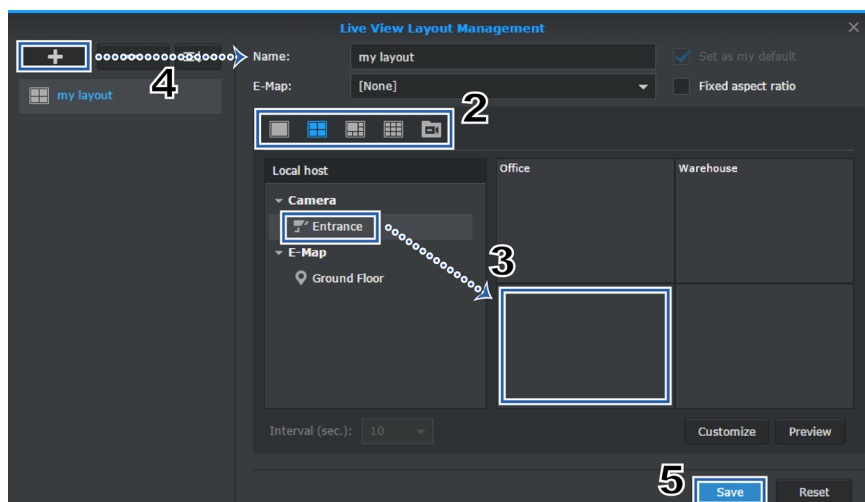 Live View Layout Management
Name: my layout Set as my default
4
my layout
E-Map: [None] Fixed aspect ratio
2
Local host
Office Warehouse
Camera
Entrance
E-Map
3
Ground Floor
Interval (sec.): 10
Customize Preview
5
Save Reset